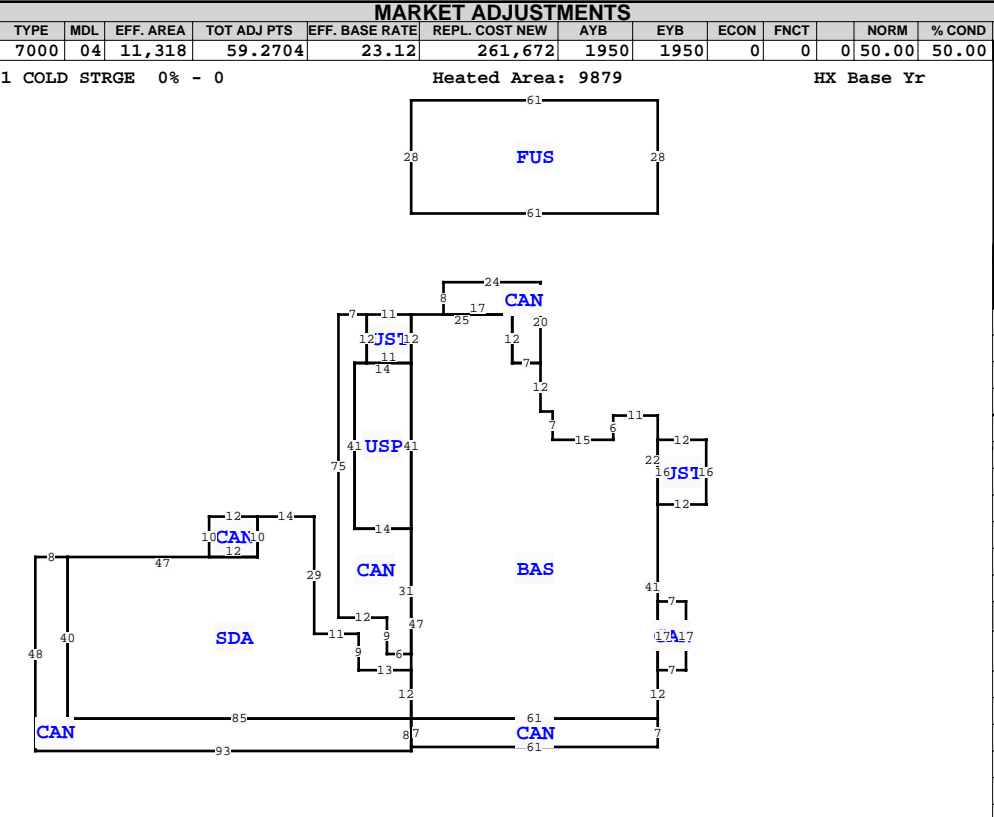 MARKET ADJUSTMENTS
TYPE MDL EFF. AREA TOT ADJ PTS EFF. BASE RATE REPL. COST NEW AYB EYB ECON FNCT NORM % COND
7000 04 11,318 59.2704 23.12 261,672 1950 1950 0 0 0 50.00 50.00
1 COLD STRGE 0% - 0 Heated Area: 9879 HX Base Yr
61
28 FUS 28
61
24
8 CAN
7 11 17
25 20
12 UST 12 12
11 7
14
12
11
7 6
15 12
41 USP 41 22
75 16 UST 16
12
12 14 14
10 CAN 10
12
8 47
CAN BAS
29
31 41
7
12
47
40 SDA 11 9 17 17
48 9 6
13 7
12 12
85 61
CAN 8 7 CAN 7
93 61